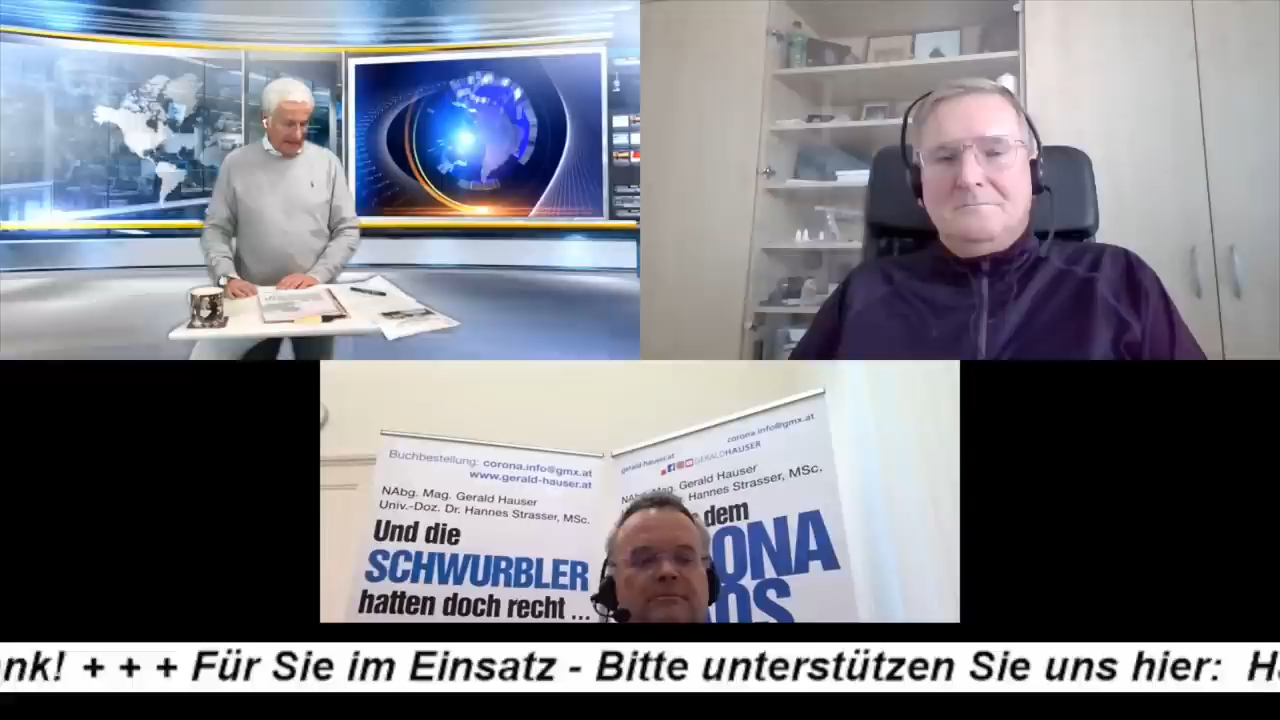 Buchbestellung: corona.info@gmx.at
www.gerald-hauser.at
NAbg. Mag. Gerald Hauser
Univ.-Doz. Dr. Hannes Strasser, MSc.
Und die
SCHWURBLER
hatten doch recht ...
corona.info@gmx.at
gerald-hauser.at GERALDHAUSER
Mag. Gerald Hauser
Hannes Strasser, MSc.
dem
+ + + Für Sie im Einsatz - Bitte unterstützen Sie uns hier: